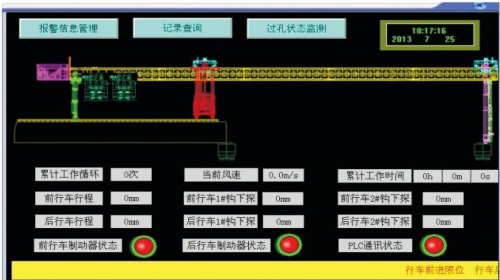 报警信息管理 记录查询 过孔状态监测
10:17:16
2013 7 25
累计工作循环 0次 当前风速 0.0m/s 累计工作时间 0h 0m 0s
前行车行程 0mm 前行车1#钩下探 0mm 前行车2#钩下探 0mm
后行车行程 0mm 后行车1#钩下探 0mm 后行车2#钩下探 0mm
前行车制动器状态 后行车制动器状态 PLC通讯状态
行车前进限位 行车